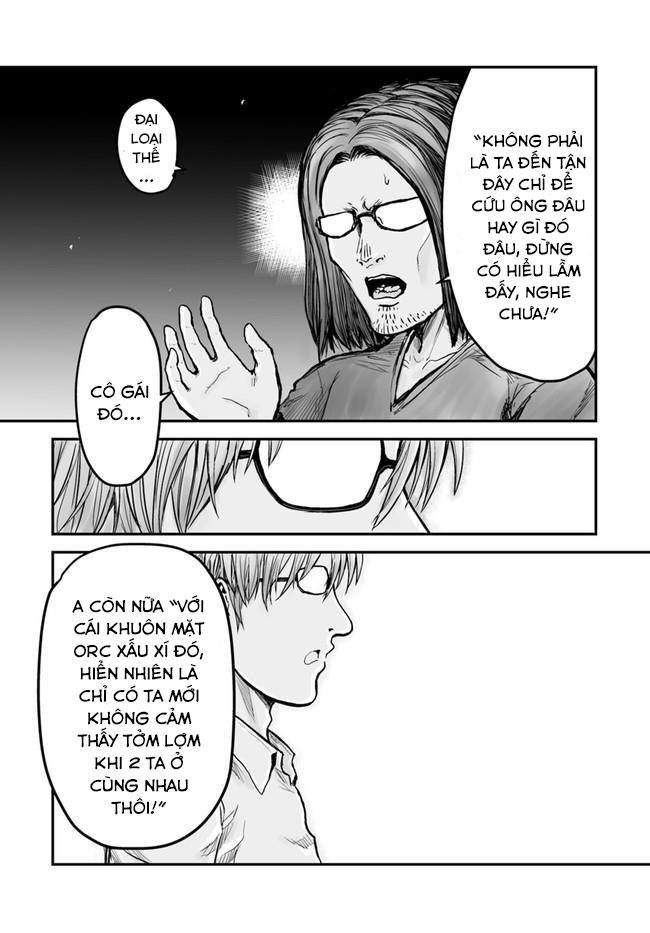 "KHÔNG PHẢI
LÀ TA ĐẾN TẬN
ĐÂY CHỈ ĐỂ
CỨU ÔNG ĐÂU
HAY GÌ ĐÓ
ĐÂU, ĐỪNG
CÓ HIỂU LẦM
ĐẤY, NGHE
CHƯA!"
ĐẠI
LOẠI
THẾ
...
CÔ GÁI
ĐÓ...
A CÒN NỮA "VỚI
CÁI KHUÔN MẶT
ORC XẤU XÍ ĐÓ,
HIỂN NHIÊN LÀ
CHỈ CÓ TA MỚI
KHÔNG CẢM
THẤY TỞM LỢM
KHI 2 TA Ở
CÙNG NHAU
THÔI!"